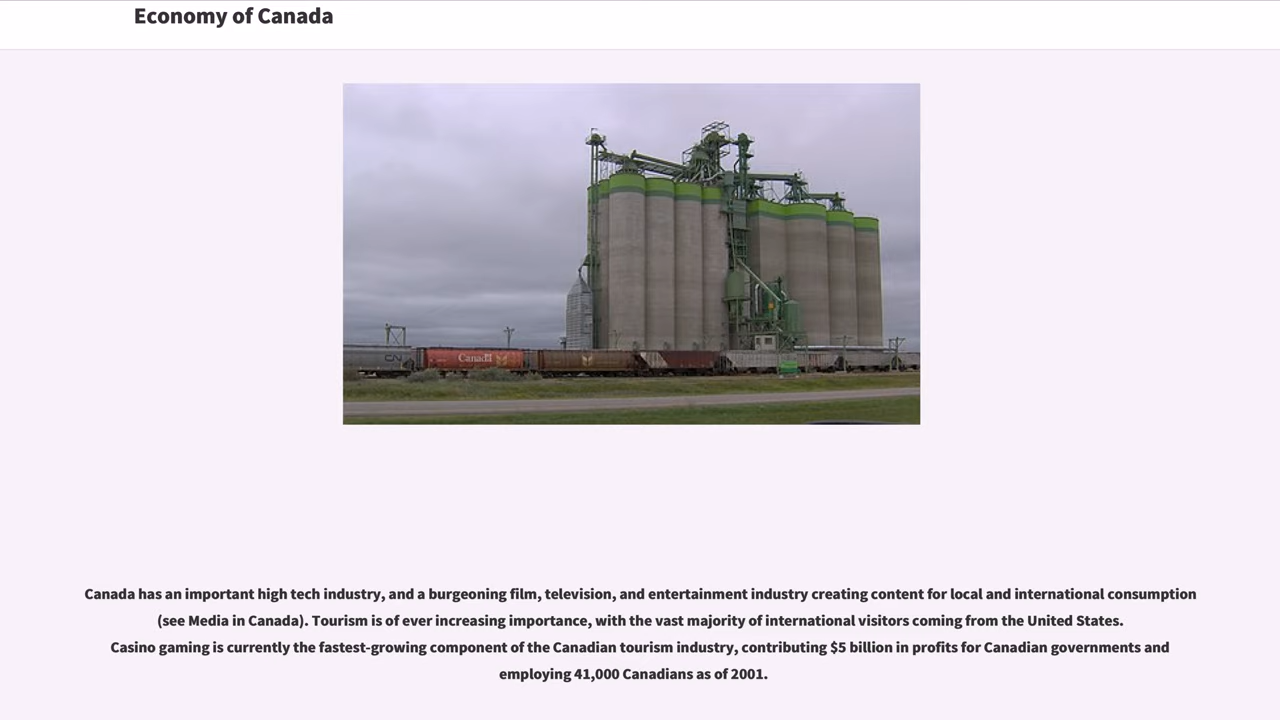 Economy of Canada
CN
Canada
Canada has an important high tech industry, and a burgeoning film, television, and entertainment industry creating content for local and international consumption
(see Media in Canada). Tourism is of ever increasing importance, with the vast majority of international visitors coming from the United States.
Casino gaming is currently the fastest-growing component of the Canadian tourism industry, contributing $5 billion in profits for Canadian governments and
employing 41,000 Canadians as of 2001.